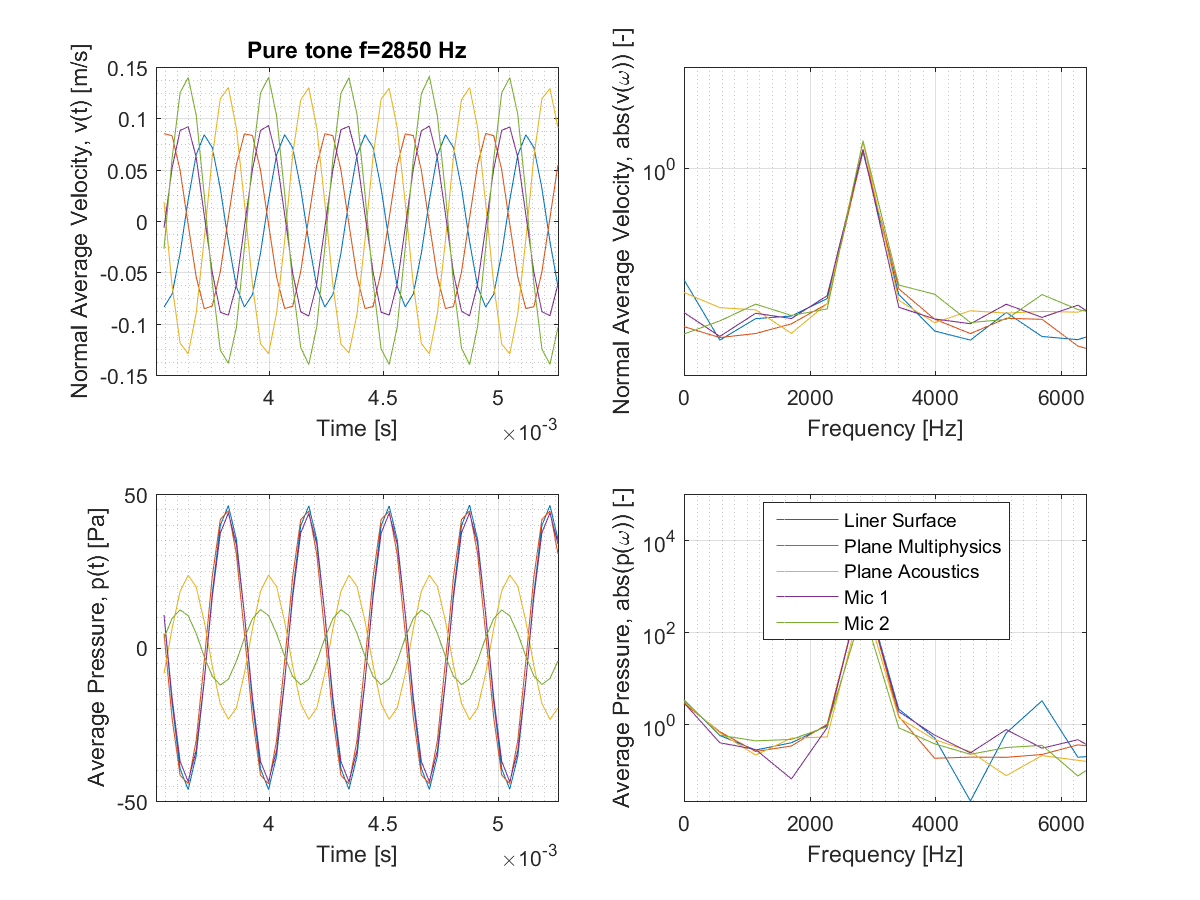 Pure tone f=2850 Hz
Normal Average Velocity, v(t) [m/s]
0.15
0.1
0.05
0
-0.05
-0.1
-0.15
4
4.5
5
Time [s]
×10-3
Normal Average Velocity, abs(v(ω)) [-]
100
0
2000
4000
6000
Frequency [Hz]
Average Pressure, p(t) [Pa]
50
0
-50
4
4.5
5
Time [s]
×10-3
Average Pressure, abs(p(ω)) [-]
104
102
100
Liner Surface
Plane Multiphysics
Plane Acoustics
Mic 1
Mic 2
0
2000
4000
6000
Frequency [Hz]